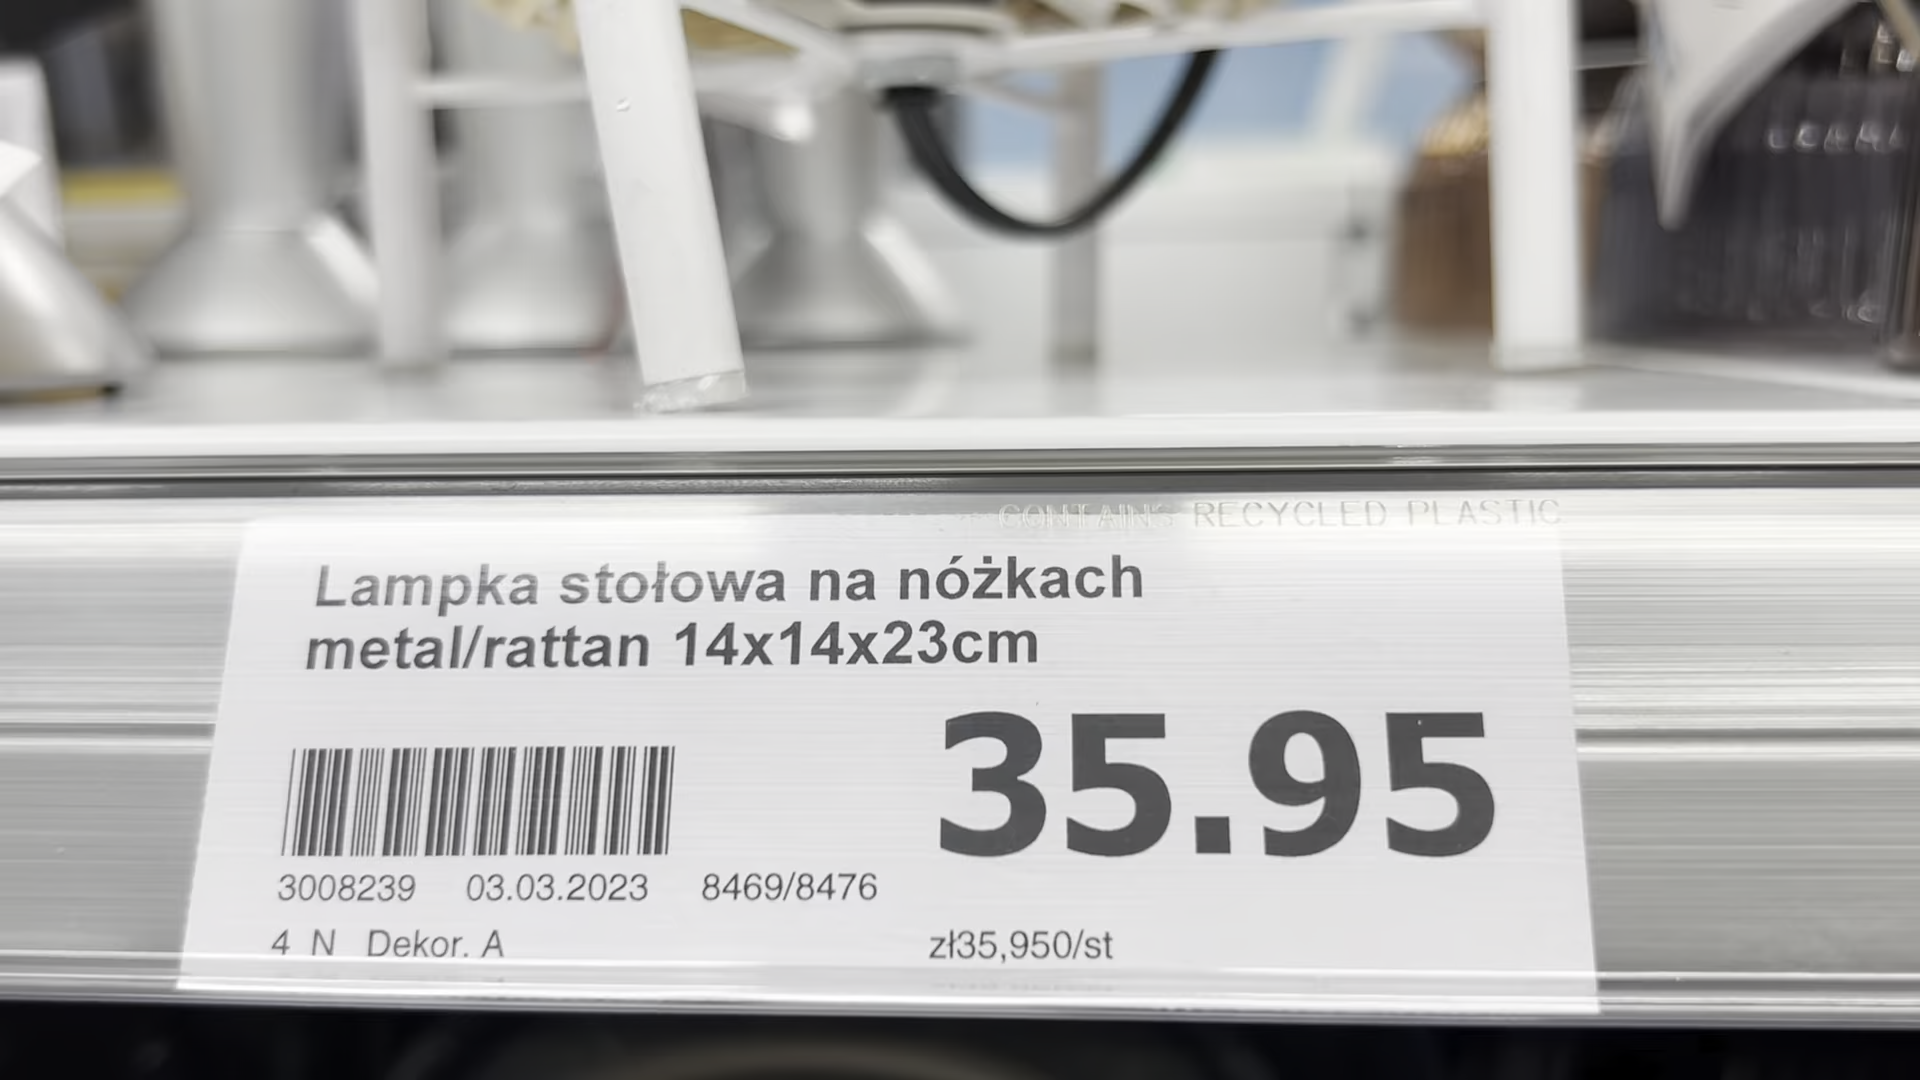 CONTAINS RECYCLED PLASTIC
Lampka stołowa na nóżkach
metal/rattan 14x14x23cm
35.95
3008239 03.03.2023 8469/8476
4 N Dekor. A zł35,950/st